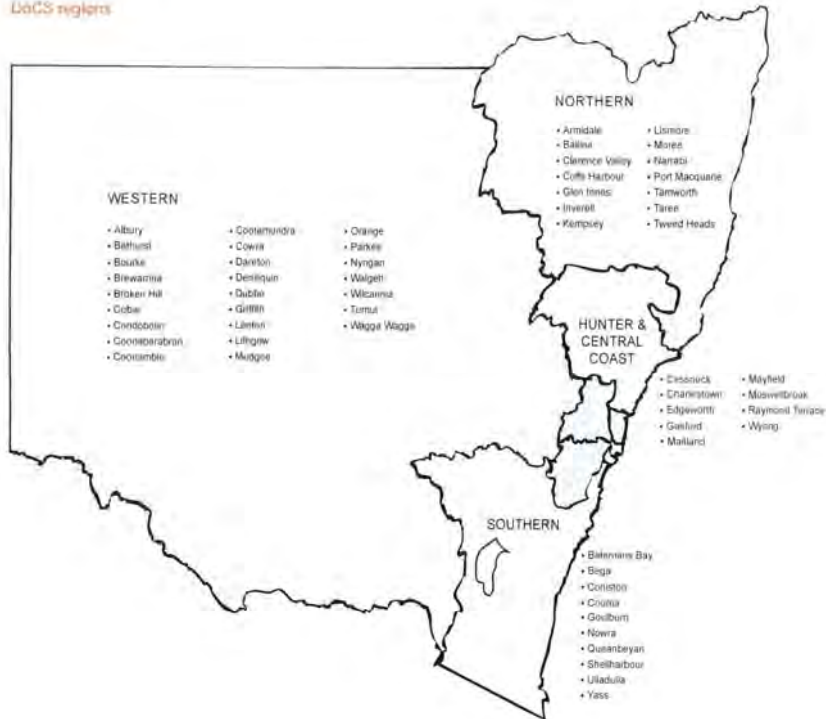 DoCS regions
NORTHERN
• Armidale
• Ballina
• Clarence Valley
• Coffs Harbour
• Glen Innes
• Inverell
• Kempsey
• Lismore
• Moree
• Narrabri
• Port Macquarie
• Tamworth
• Taree
• Tweed Heads
WESTERN
• Albury
• Bathurst
• Bourke
• Brewarrina
• Broken Hill
• Cobar
• Condobolin
• Coonabarabran
• Coonamble
• Cootamundra
• Cowra
• Dareton
• Deniliquin
• Dubbo
• Griffith
• Leeton
• Lithgow
• Mudgee
• Orange
• Parkes
• Nyngan
• Walgett
• Wilcannia
• Tumut
• Wagga Wagga
HUNTER &
CENTRAL
COAST
• Cessnock
• Charlestown
• Edgeworth
• Gosford
• Maitland
• Mayfield
• Muswellbrook
• Raymond Terrace
• Wyong
SOUTHERN
• Batemans Bay
• Bega
• Coniston
• Cooma
• Goulburn
• Nowra
• Queanbeyan
• Shellharbour
• Ulladulla
• Yass